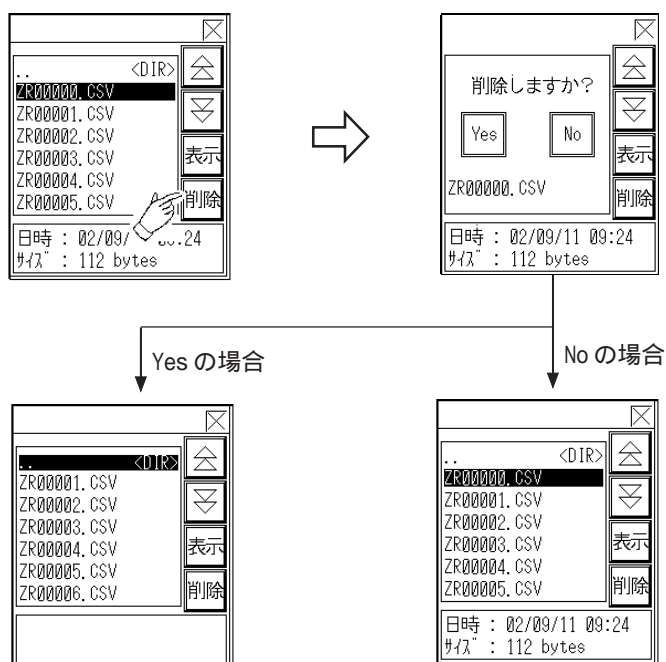 .. <DIR>
ZR00000.CSV
ZR00001.CSV
ZR00002.CSV
ZR00003.CSV
ZR00004.CSV
ZR00005.CSV
表示
削除
日時 : 02/09/ :24
ｻｲｽﾞ : 112 bytes
削除しますか?
Yes No
ZR00000.CSV
表示
削除
日時 : 02/09/11 09:24
ｻｲｽﾞ : 112 bytes
Yes の場合
No の場合
.. <DIR>
ZR00001.CSV
ZR00002.CSV
ZR00003.CSV
ZR00004.CSV
ZR00005.CSV
ZR00006.CSV
表示
削除
.. <DIR>
ZR00000.CSV
ZR00001.CSV
ZR00002.CSV
ZR00003.CSV
ZR00004.CSV
ZR00005.CSV
表示
削除
日時 : 02/09/11 09:24
ｻｲｽﾞ : 112 bytes